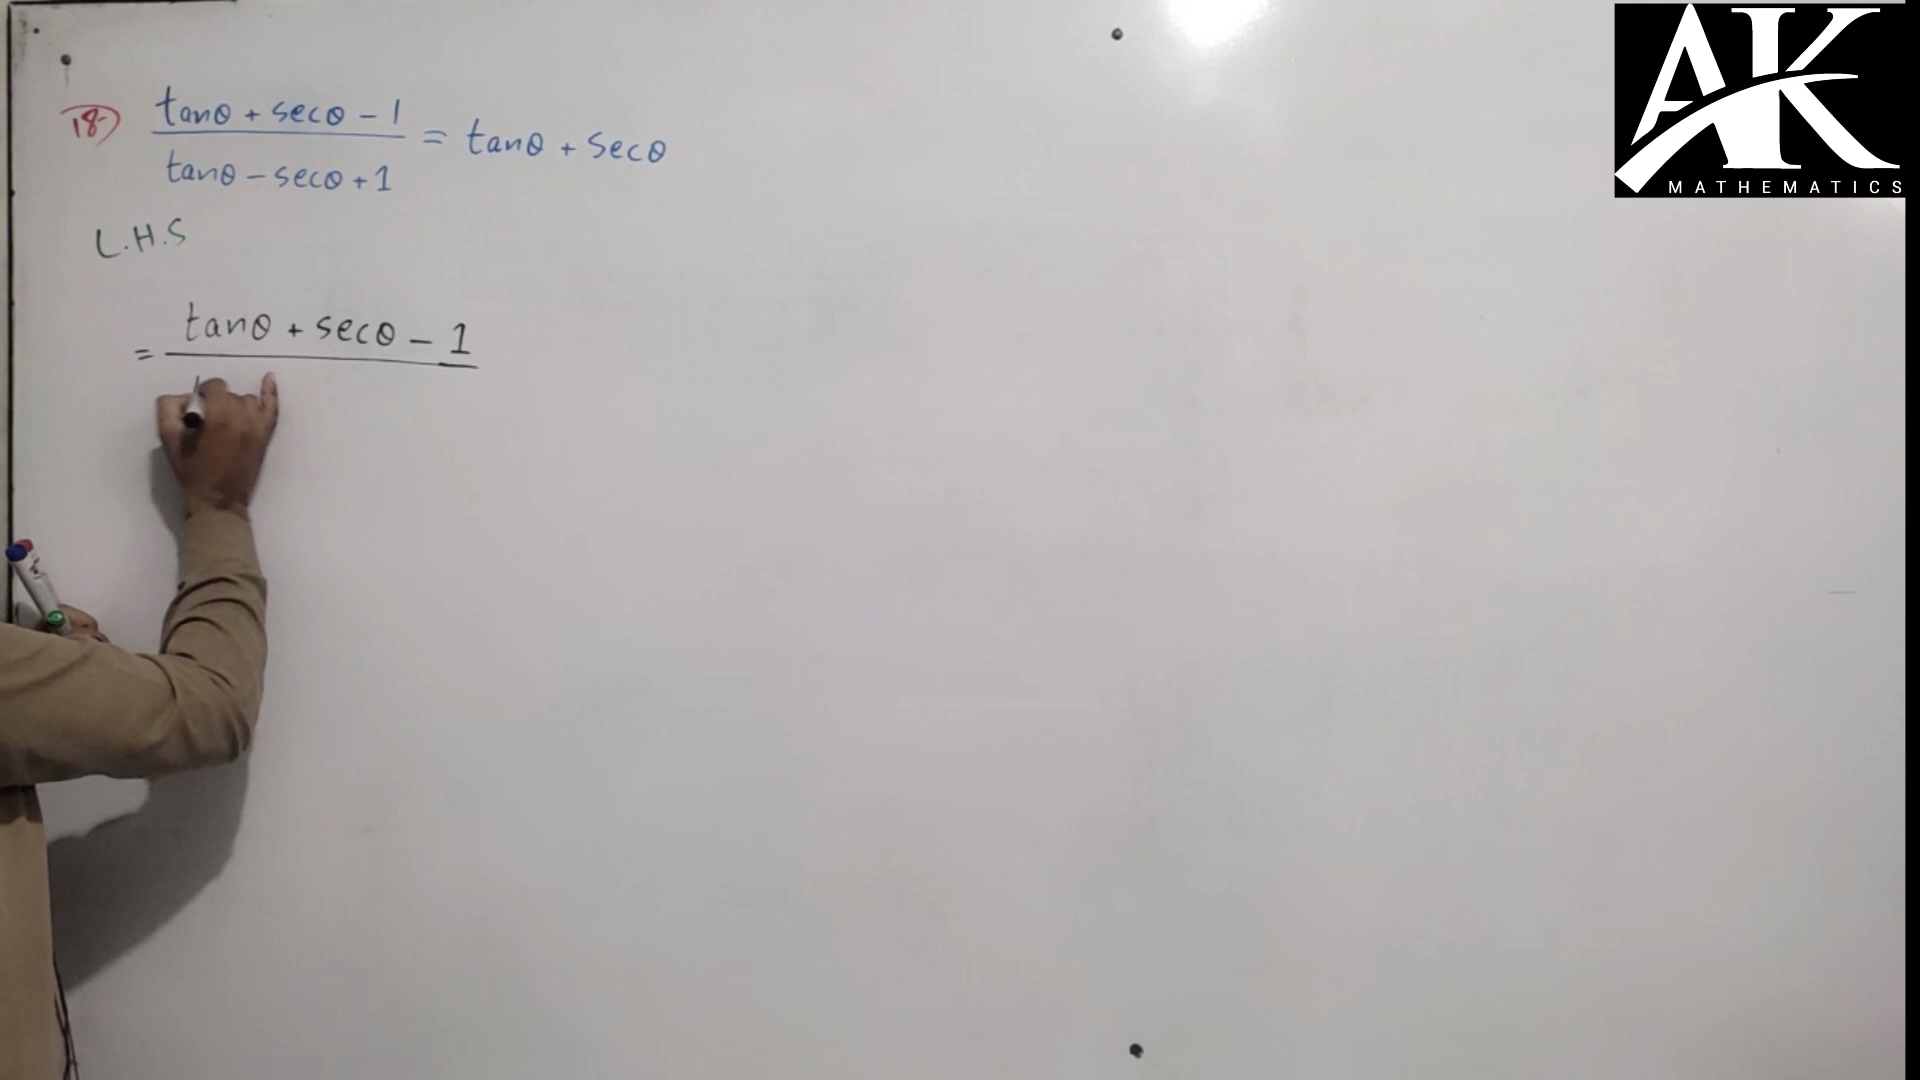 18) tanθ + secθ - 1 / tanθ - secθ + 1 = tanθ + secθ
L.H.S
= tanθ + secθ - 1
AK
MATHEMATICS